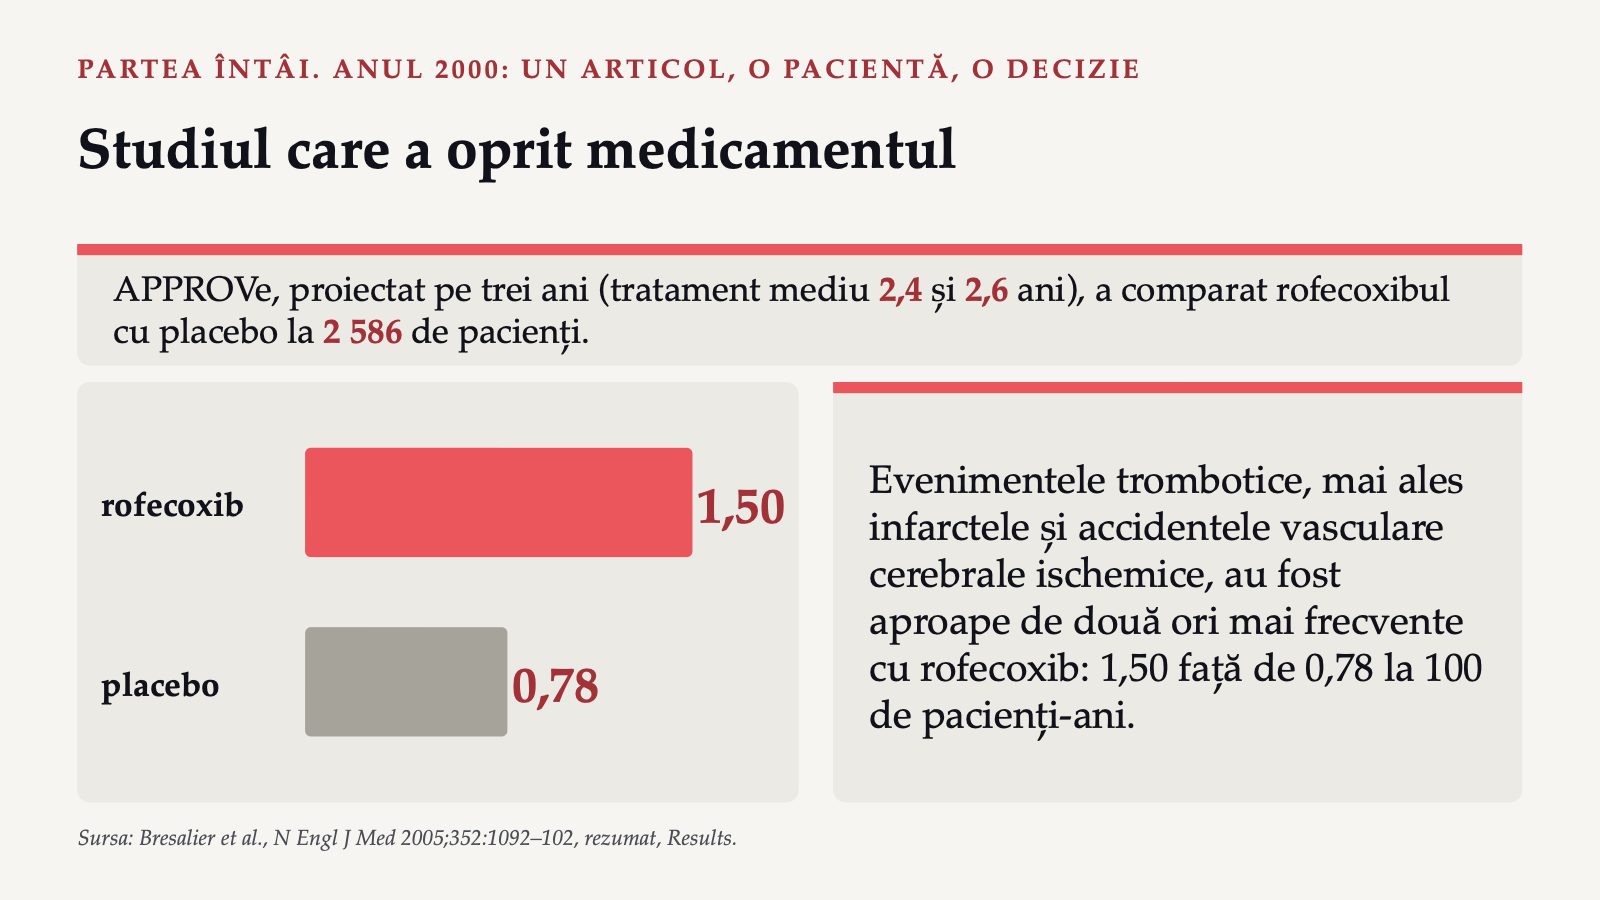 PARTEA ÎNTÂI. ANUL 2000: UN ARTICOL, O PACIENTĂ, O DECIZIE
Studiul care a oprit medicamentul
APPROVe, proiectat pe trei ani (tratament mediu 2,4 și 2,6 ani), a comparat rofecoxibul
cu placebo la 2 586 de pacienți.
rofecoxib
1,50
placebo
0,78
Evenimentele trombotice, mai ales
infarctele și accidentele vasculare
cerebrale ischemice, au fost
aproape de două ori mai frecvente
cu rofecoxib: 1,50 față de 0,78 la 100
de pacienți-ani.
Sursa: Bresalier et al., N Engl J Med 2005;352:1092–102, rezumat, Results.